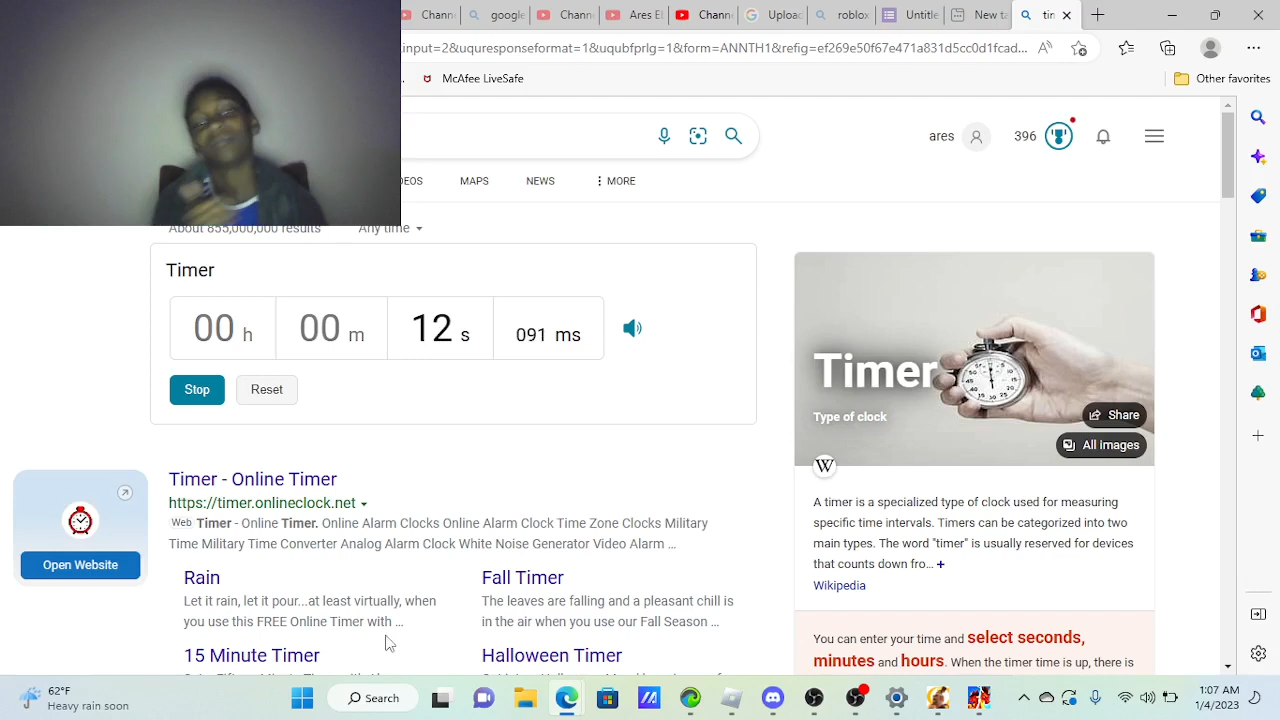 google
Are E
Clan
Uploa
roblox
Untitl
New ta
tin
input=2&uquresponseformat=1&uqubfprlg=1&form=ANNTH1&refig=ef269e50f67e471a831d5cc0d1fcad...
McAfee LiveSafe
Other favorites
ares
396
DEOS
MAPS
NEWS
MORE
About 855,000,000 results
Any time
Timer
00 h 00 m 12 s 091 ms
Stop
Reset
Timer
Type of clock
Share
All images
W
Timer - Online Timer
https://timer.onlineclock.net
Web Timer - Online Timer. Online Alarm Clocks Online Alarm Clock Time Zone Clocks Military
Time Military Time Converter Analog Alarm Clock White Noise Generator Video Alarm ...
Open Website
Rain
Let it rain, let it pour...at least virtually, when
you use this FREE Online Timer with ...
Fall Timer
The leaves are falling and a pleasant chill is
in the air when you use our Fall Season ...
15 Minute Timer
Halloween Timer
A timer is a specialized type of clock used for measuring
specific time intervals. Timers can be categorized into two
main types. The word "timer" is usually reserved for devices
that counts down fro... +
Wikipedia
You can enter your time and select seconds,
minutes and hours. When the timer time is up, there is
62°F
Heavy rain soon
Search
1:07 AM
1/4/2023